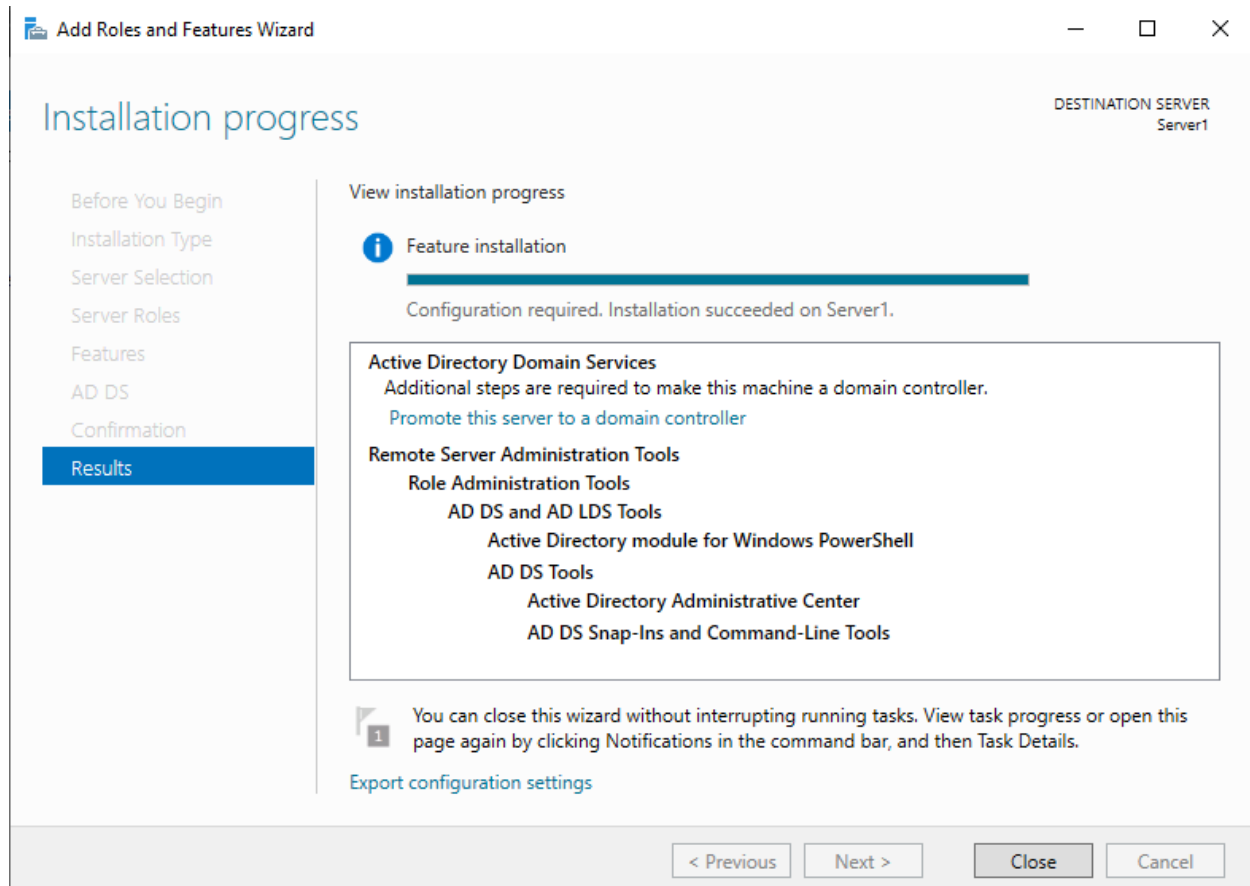 Add Roles and Features Wizard
Installation progress
DESTINATION SERVER
Server1
Before You Begin
Installation Type
Server Selection
Server Roles
Features
AD DS
Confirmation
Results
View installation progress
Feature installation
Configuration required. Installation succeeded on Server1.
Active Directory Domain Services
Additional steps are required to make this machine a domain controller.
Promote this server to a domain controller
Remote Server Administration Tools
Role Administration Tools
AD DS and AD LDS Tools
Active Directory module for Windows PowerShell
AD DS Tools
Active Directory Administrative Center
AD DS Snap-Ins and Command-Line Tools
1
You can close this wizard without interrupting running tasks. View task progress or open this
page again by clicking Notifications in the command bar, and then Task Details.
Export configuration settings
< Previous
Next >
Close
Cancel